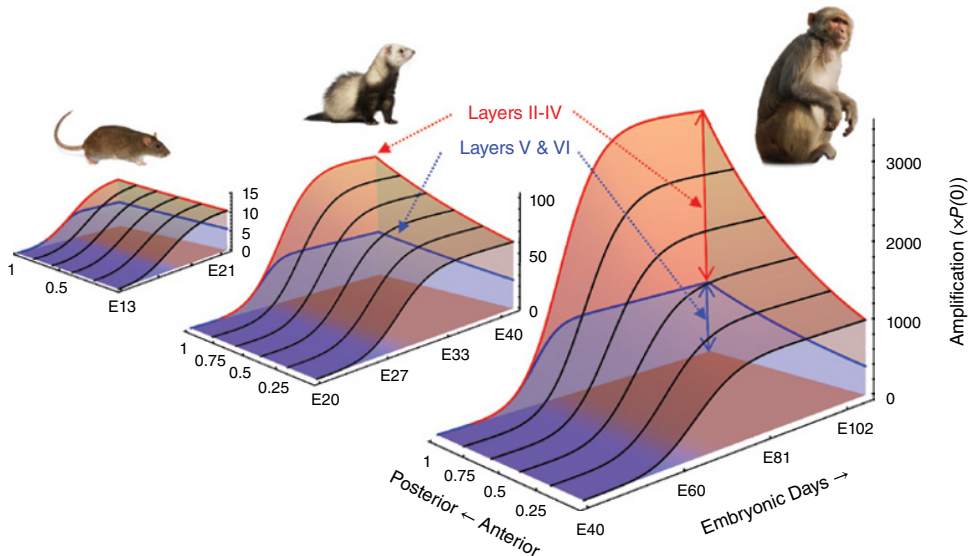 Layers II-IV
Layers V & VI
15
10
5
0
1
0.5
E13
E21
100
50
0
1
0.75
0.5
0.25
E20
E27
E33
E40
3000
2000
1000
0
Amplification (×P(0))
1
0.75
0.5
0.25
E40
E60
E81
E102
Posterior ← Anterior
Embryonic Days →